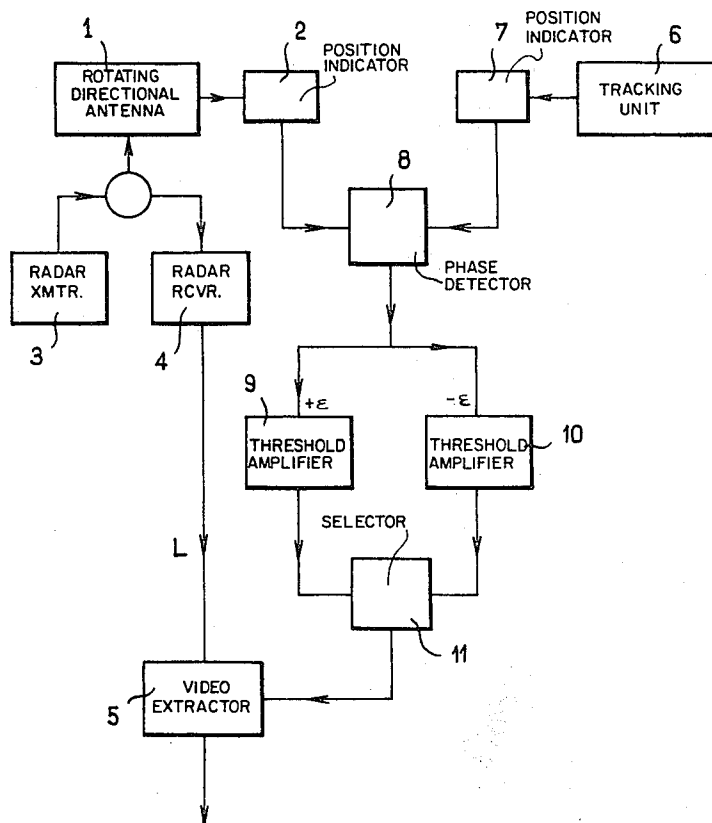 1
ROTATING
DIRECTIONAL
ANTENNA
2
POSITION
INDICATOR
7
POSITION
INDICATOR
6
TRACKING
UNIT
8
PHASE
DETECTOR
RADAR
XMTR.
3
RADAR
RCVR.
4
9
+ε
THRESHOLD
AMPLIFIER
-ε
THRESHOLD
AMPLIFIER
10
SELECTOR
11
L
VIDEO
EXTRACTOR
5